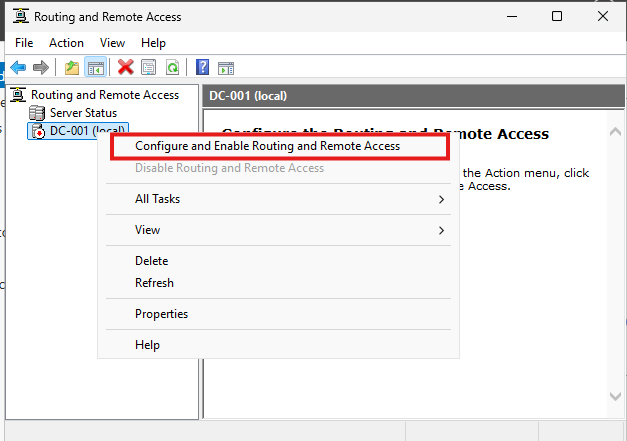 Routing and Remote Access
File Action View Help
Routing and Remote Access
Server Status
DC-001 (local)
DC-001 (local)
Configure the Routing and Remote Access
the Action menu, click
Access.
Configure and Enable Routing and Remote Access
Disable Routing and Remote Access
All Tasks
View
Delete
Refresh
Properties
Help